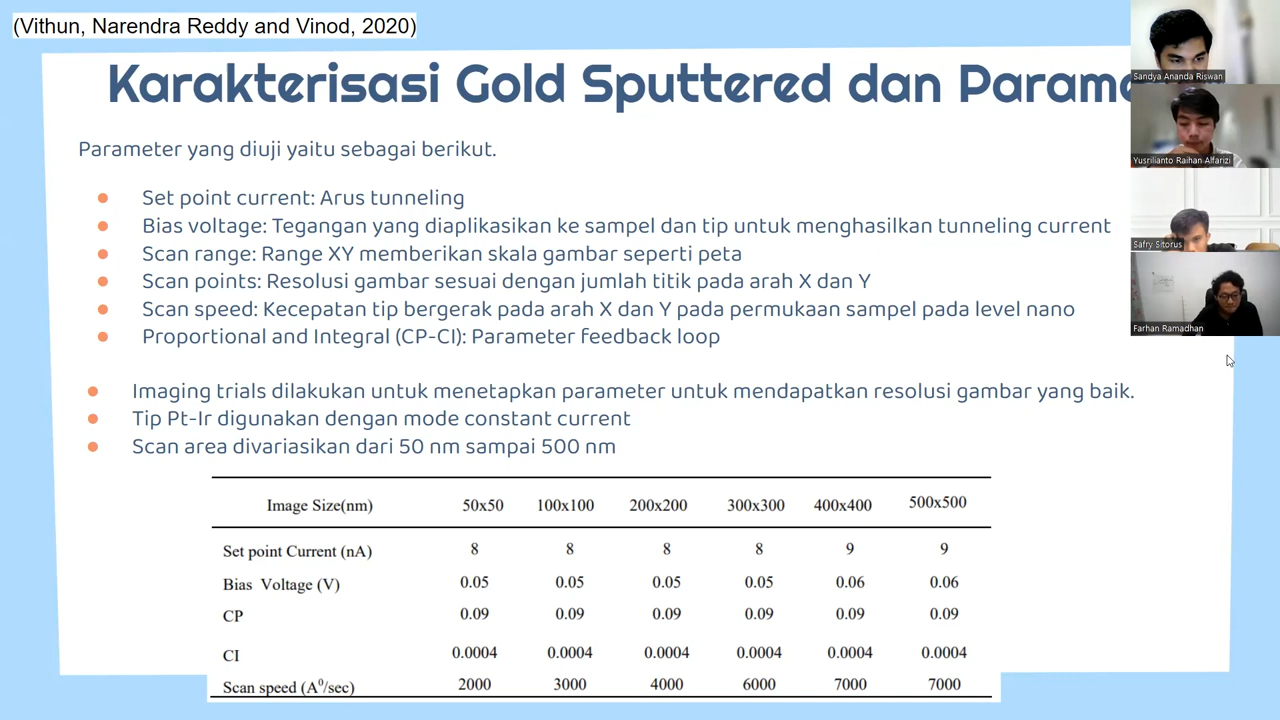 (Vithun, Narendra Reddy and Vinod, 2020)
Karakterisasi Gold Sputtered dan Parame
Parameter yang diuji yaitu sebagai berikut.
Set point current: Arus tunneling
Bias voltage: Tegangan yang diaplikasikan ke sampel dan tip untuk menghasilkan tunneling current
Scan range: Range XY memberikan skala gambar seperti peta
Scan points: Resolusi gambar sesuai dengan jumlah titik pada arah X dan Y
Scan speed: Kecepatan tip bergerak pada arah X dan Y pada permukaan sampel pada level nano
Proportional and Integral (CP-CI): Parameter feedback loop
Imaging trials dilakukan untuk menetapkan parameter untuk mendapatkan resolusi gambar yang baik.
Tip Pt-Ir digunakan dengan mode constant current
Scan area divariasikan dari 50 nm sampai 500 nm
Image Size(nm) 50x50 100x100 200x200 300x300 400x400 500x500
Set point Current (nA) 8 8 8 8 9 9
Bias Voltage (V) 0.05 0.05 0.05 0.05 0.06 0.06
CP 0.09 0.09 0.09 0.09 0.09 0.09
CI 0.0004 0.0004 0.0004 0.0004 0.0004 0.0004
Scan speed (A⁰/sec) 2000 3000 4000 6000 7000 7000
Sandya Ananda Riswan
Yusrilianto Raihan Alfarizi
Safry Sitorus
Farhan Ramadhan